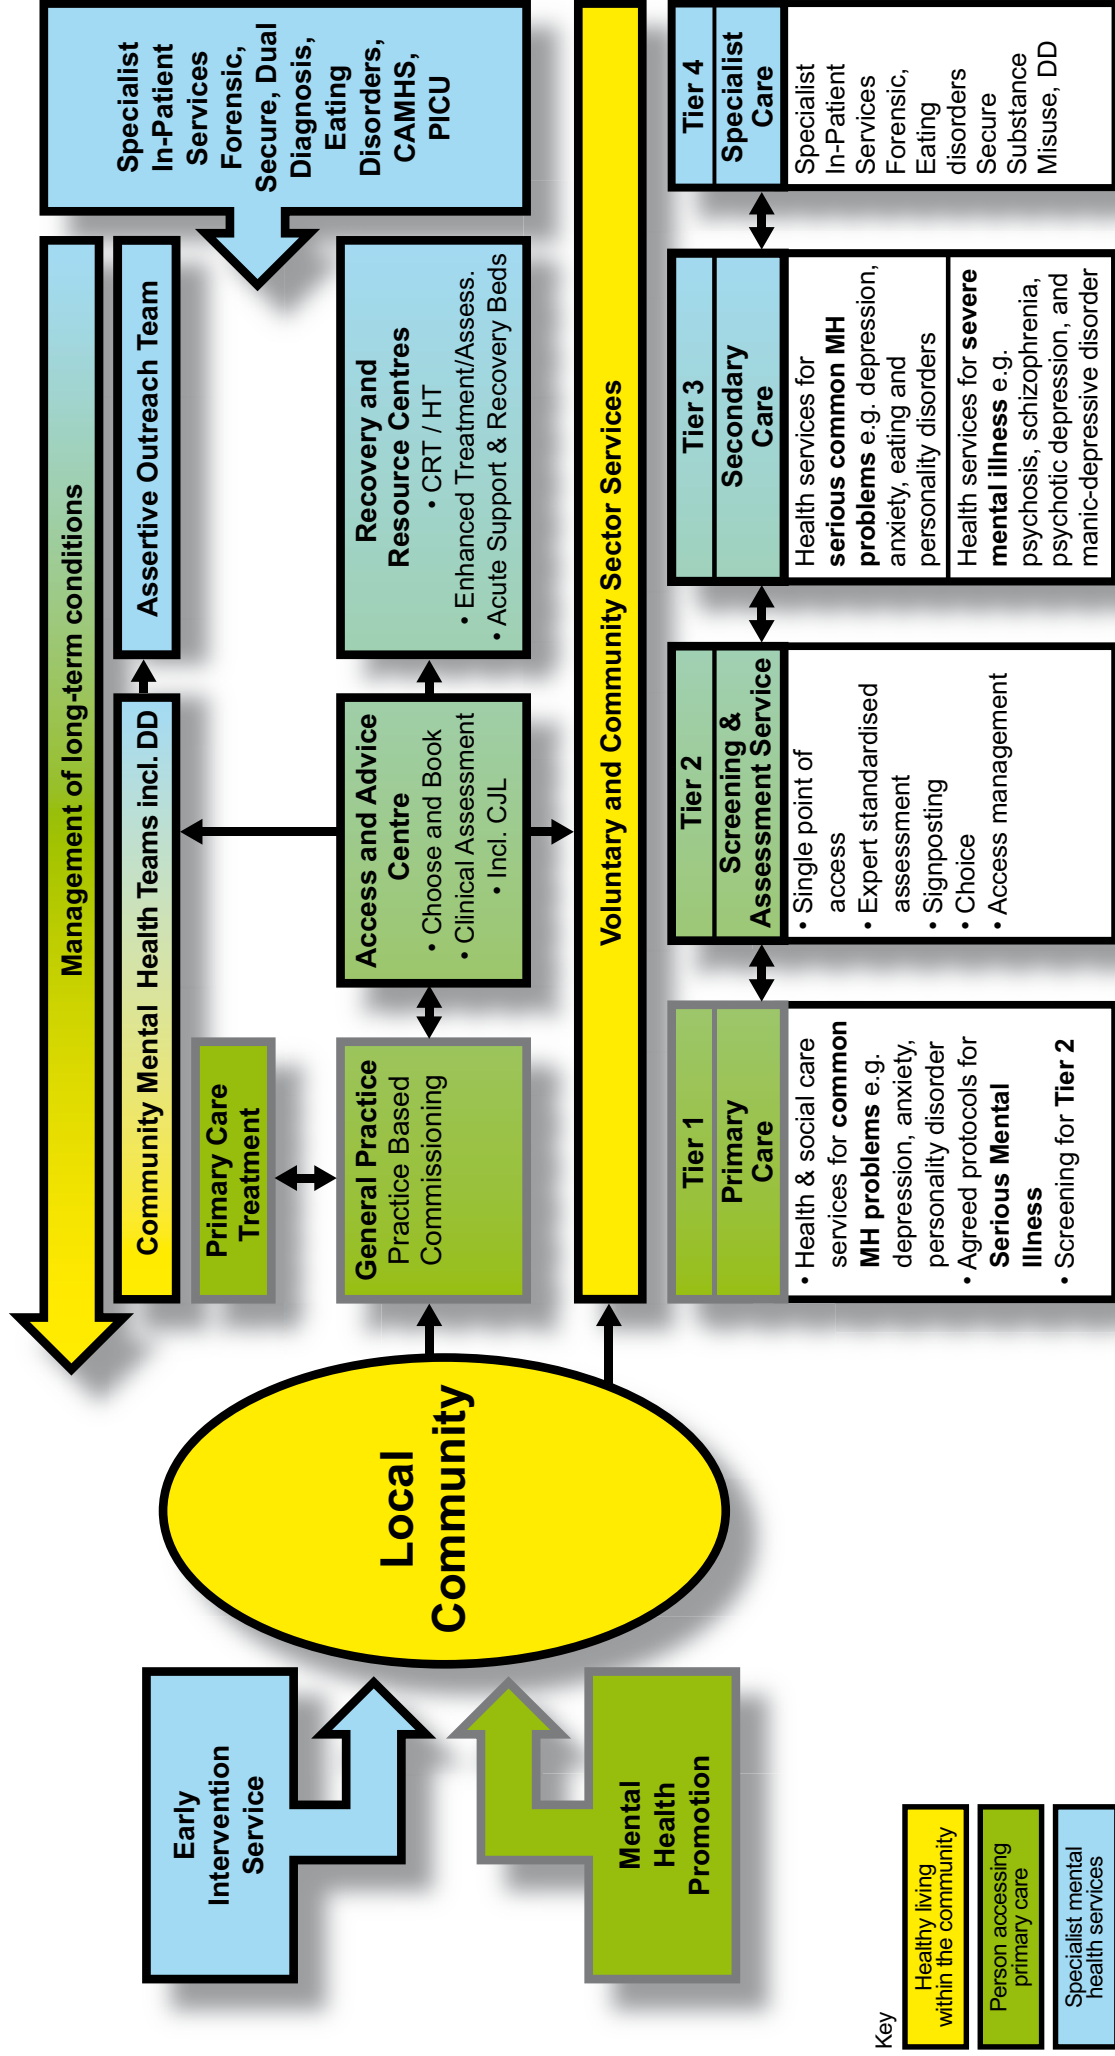 Management of long-term conditions
Community Mental  Health Teams incl. DD
Assertive Outreach Team
Specialist
In-Patient
Services
Forensic,
Secure, Dual
Diagnosis,
Eating
Disorders,
CAMHS,
PICU
Early
Intervention
Service
Mental
Health
Promotion
Local
Community
Primary Care
Treatment
General Practice
Practice Based
Commissioning
Access and Advice
Centre
• Choose and Book
• Clinical Assessment
• Incl. CJL
Recovery and
Resource Centres
• CRT / HT
• Enhanced Treatment/Assess.
• Acute Support & Recovery Beds
Voluntary and Community Sector Services
Tier 1
Primary
Care
• Health & social care
services for common
MH problems e.g.
depression, anxiety,
personality disorder
• Agreed protocols for
Serious Mental
Illness
• Screening for Tier 2
Tier 2
Screening &
Assessment Service
• Single point of
access
• Expert standardised
assessment
• Signposting
• Choice
• Access management
Tier 3
Secondary
Care
Health services for
serious common MH
problems e.g. depression,
anxiety, eating and
personality disorders
Health services for severe
mental illness e.g.
psychosis, schizophrenia,
psychotic depression, and
manic-depressive disorder
Tier 4
Specialist
Care
Specialist
In-Patient
Services
Forensic,
Eating
disorders
Secure
Substance
Misuse, DD
Key
Healthy living
within the community
Person accessing
primary care
Specialist mental
health services